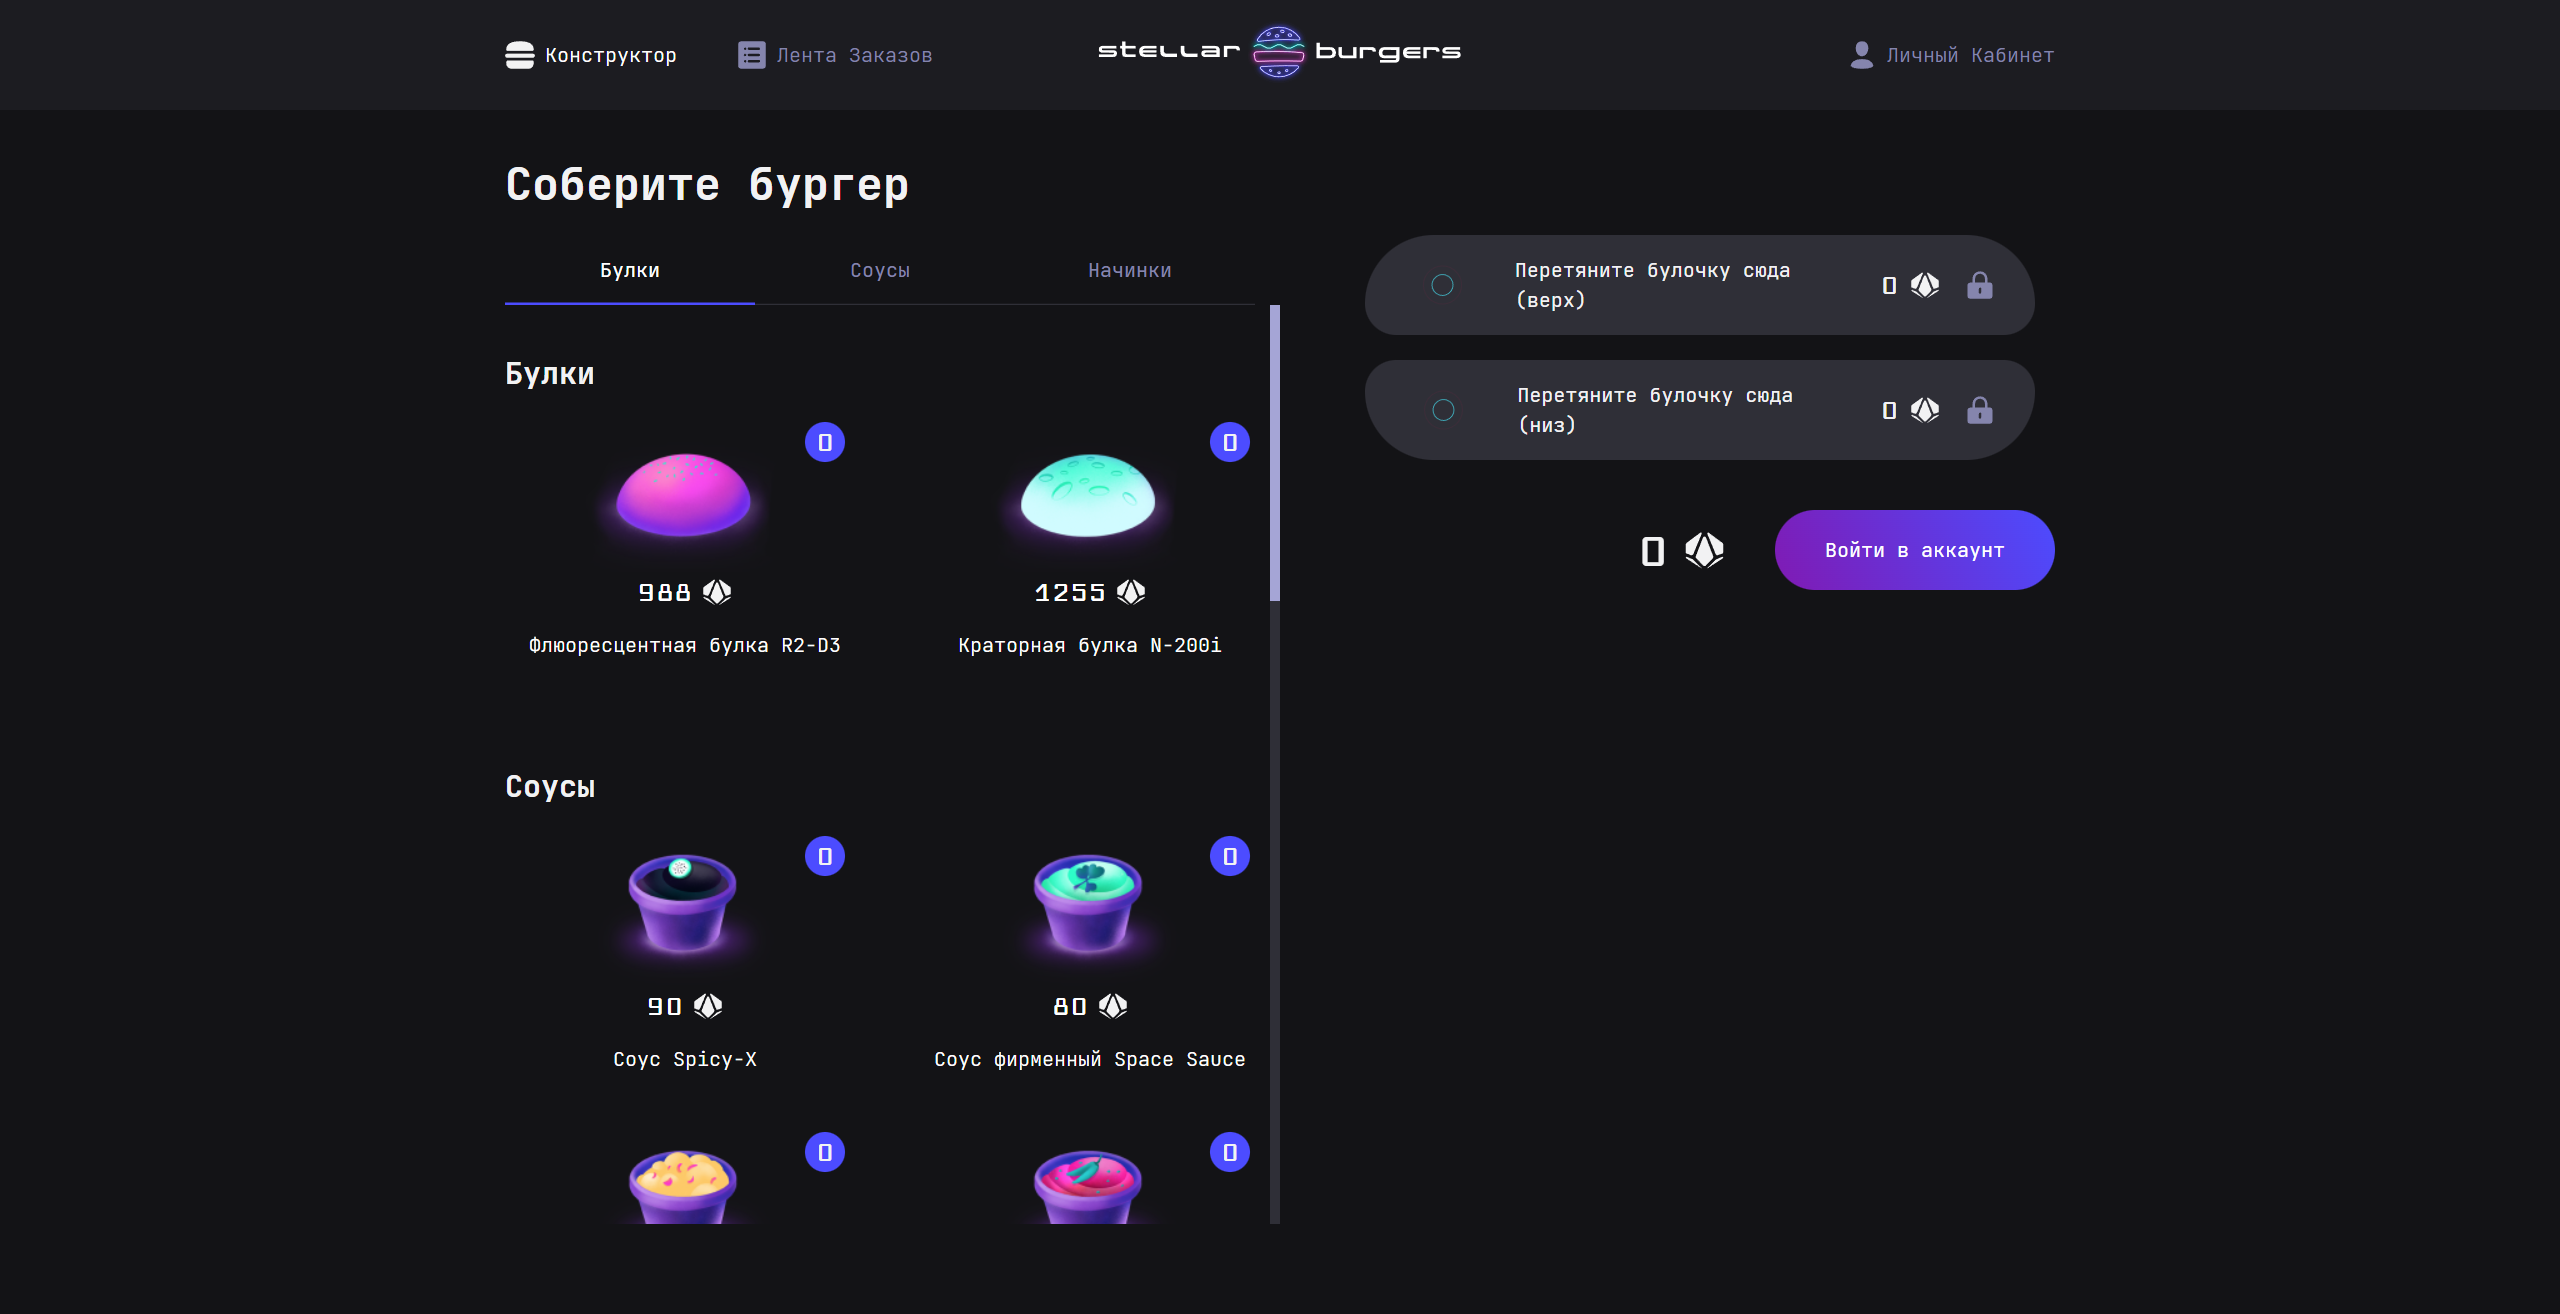 Конструктор
Лента Заказов
stellar burgers
Личный Кабинет
Соберите бургер
Булки
Соусы
Начинки
Булки
0
0
988
1255
Флюоресцентная булка R2-D3
Краторная булка N-200i
Соусы
0
0
90
80
Соус Spicy-X
Соус фирменный Space Sauce
0
0
Перетяните булочку сюда
(верх)
0
Перетяните булочку сюда
(низ)
0
0
Войти в аккаунт